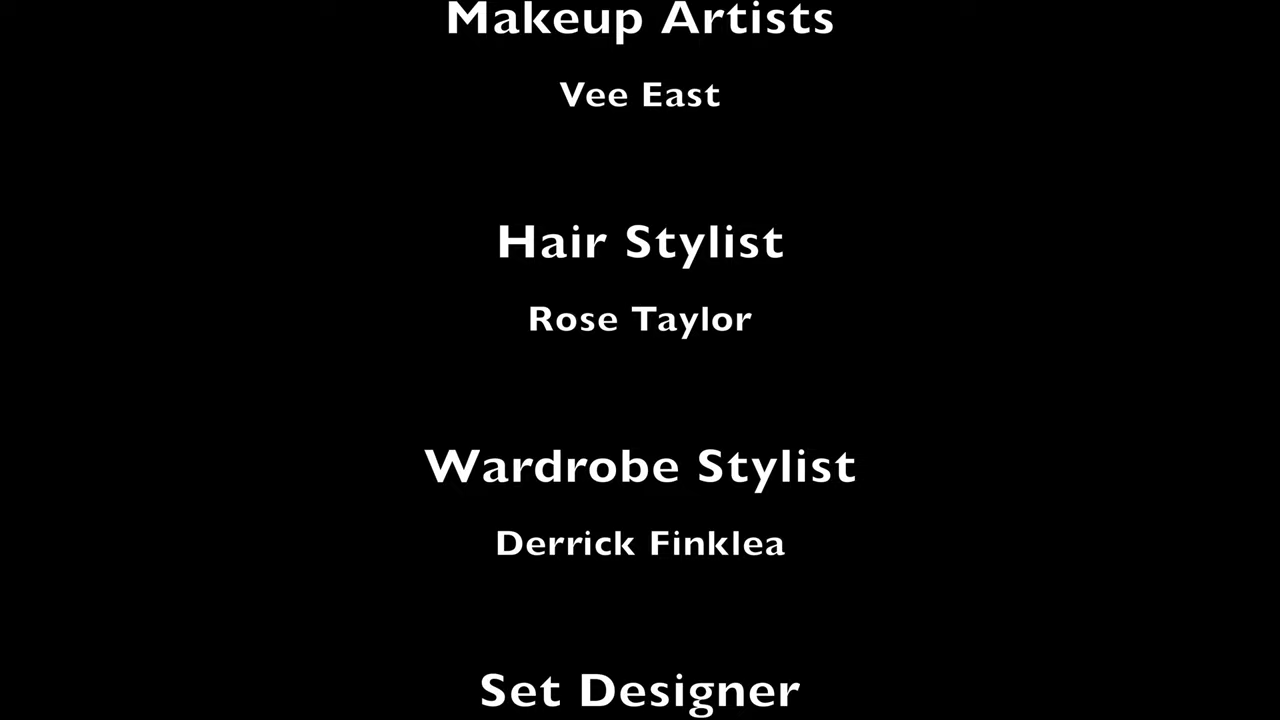 Makeup Artists
Vee East
Hair Stylist
Rose Taylor
Wardrobe Stylist
Derrick Finklea
Set Designer